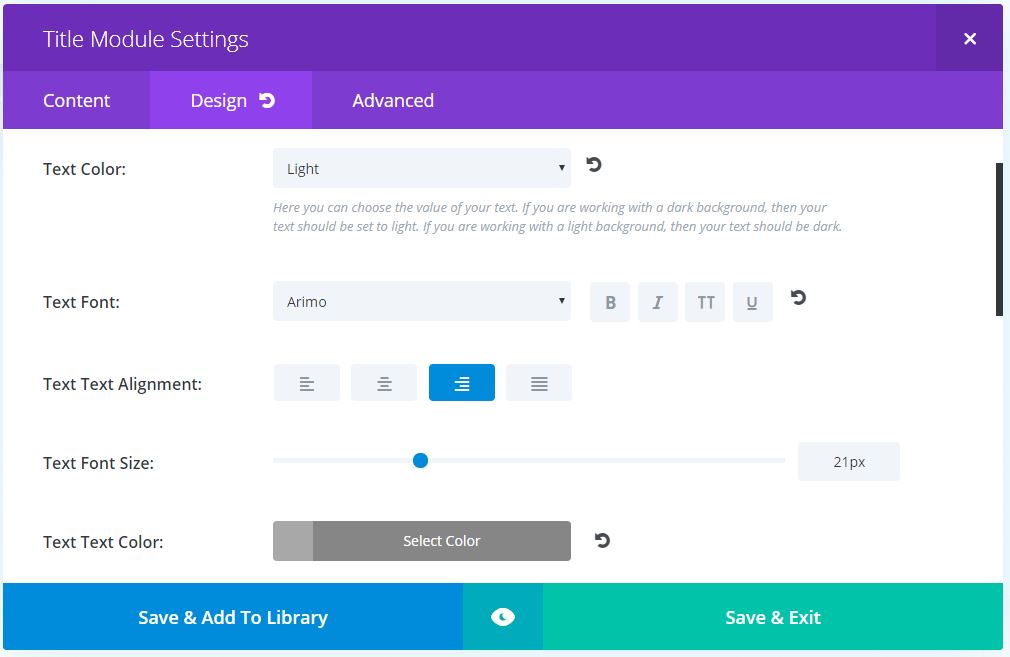 Title Module Settings
Content Design Advanced
Text Color: Light
Here you can choose the value of your text. If you are working with a dark background, then your
text should be set to light. If you are working with a light background, then your text should be dark.
Text Font: Arimo B I TT U
Text Text Alignment:
Text Font Size: 21px
Text Text Color: Select Color
Save & Add To Library Save & Exit